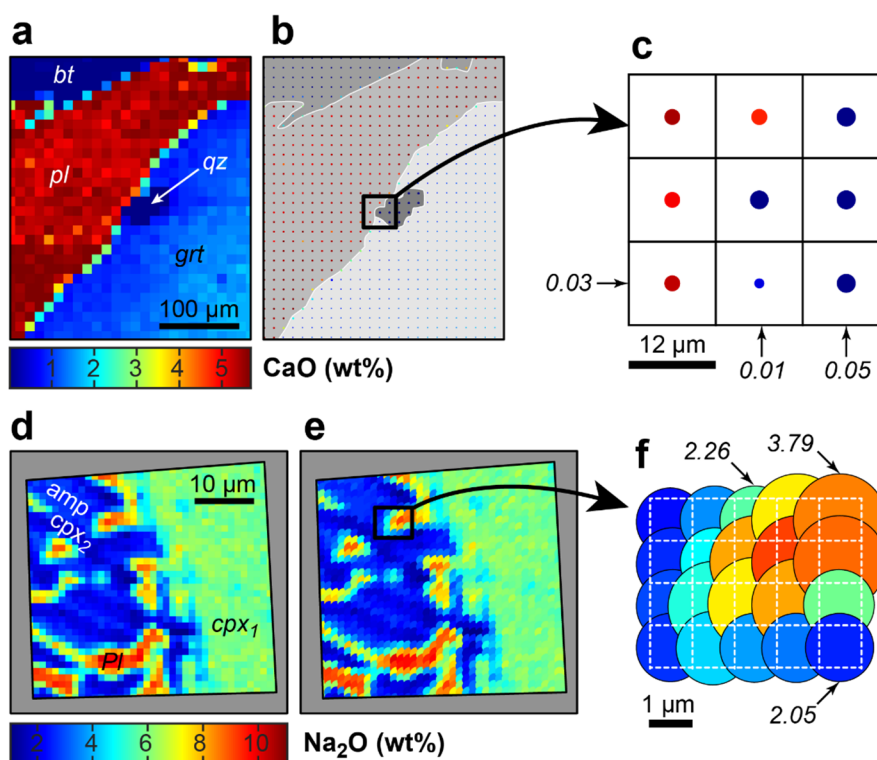 a
b
c
bt
pl
qz
grt
100 µm
0.03
12 µm
0.01
0.05
1 2 3 4 5
CaO (wt%)
d
e
f
amp
cpx2
10 µm
cpx1
Pl
2.26
3.79
1 µm
2.05
2 4 6 8 10
Na2O (wt%)